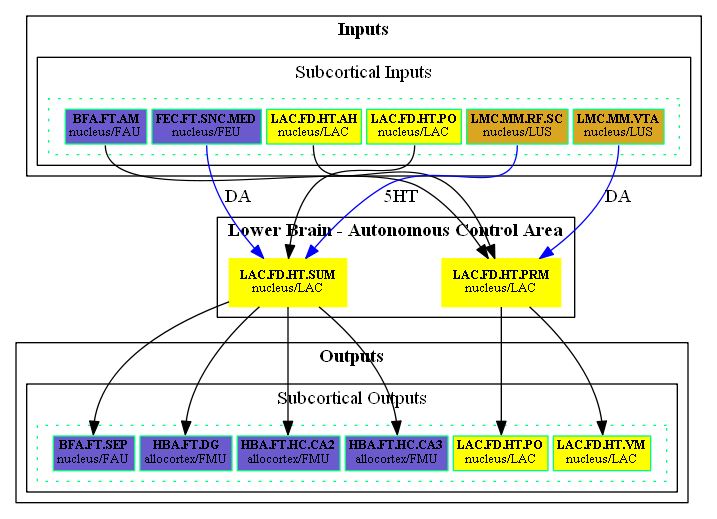 Inputs
Subcortical Inputs
BFA.FT.AM FEC.FT.SNC.MED LAC.FD.HT.AH LAC.FD.HT.PO LMC.MM.RF.SC LMC.MM.VTA
nucleus/FAU nucleus/FEU nucleus/LAC nucleus/LAC nucleus/LUS nucleus/LUS
DA 5HT DA
Lower Brain - Autonomous Control Area
LAC.FD.HT.SUM LAC.FD.HT.PRM
nucleus/LAC nucleus/LAC
Outputs
Subcortical Outputs
BFA.FT.SEP HBA.FT.DG HBA.FT.HC.CA2 HBA.FT.HC.CA3 LAC.FD.HT.PO LAC.FD.HT.VM
nucleus/FAU allocortex/FMU allocortex/FMU allocortex/FMU nucleus/LAC nucleus/LAC